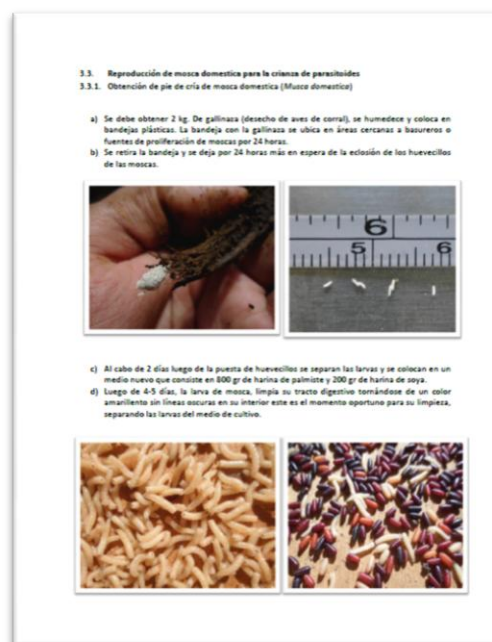 3.3. Reproducción de mosca domestica para la crianza de parasitoides
3.3.1. Obtención de pie de cría de mosca domestica (Musca domestica)
a) Se debe obtener 2 kg. De gallinaza (desecho de aves de corral), se humedece y coloca en
bandejas plásticas. La bandeja con la gallinaza se ubica en áreas cercanas a basureros o
fuentes de proliferación de moscas por 24 horas.
b) Se retira la bandeja y se deja por 24 horas más en espera de la eclosión de los huevecillos
de las moscas.
6
5 6
c) Al cabo de 2 días luego de la puesta de huevecillos se separan las larvas y se colocan en un
medio nuevo que consiste en 800 gr de harina de palmiste y 200 gr de harina de soya.
d) Luego de 4-5 días, la larva de mosca, limpia su tracto digestivo tornándose de un color
amarillento sin líneas oscuras en su interior este es el momento oportuno para su limpieza,
separando las larvas del medio de cultivo.